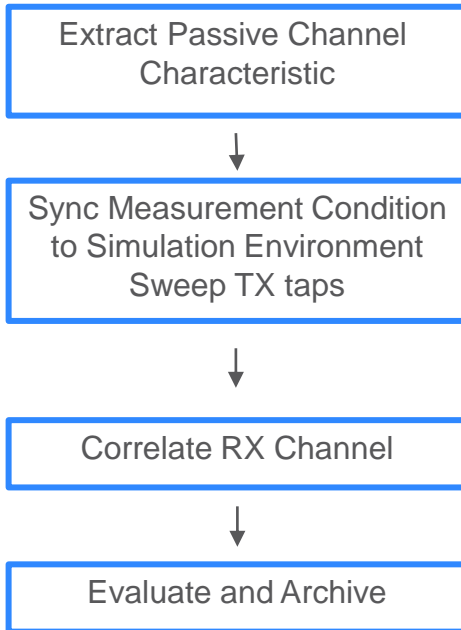 Extract Passive Channel
Characteristic
Sync Measurement Condition
to Simulation Environment
Sweep TX taps
Correlate RX Channel
Evaluate and Archive